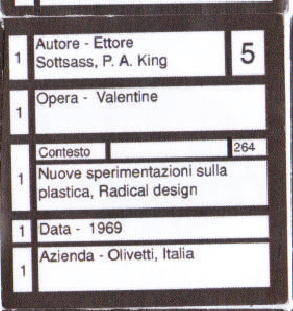 1 Autore - Ettore 5
Sottsass, P. A. King
1 Opera - Valentine
Contesto 264
1 Nuove sperimentazioni sulla
plastica, Radical design
1 Data - 1969
1 Azienda - Olivetti, Italia